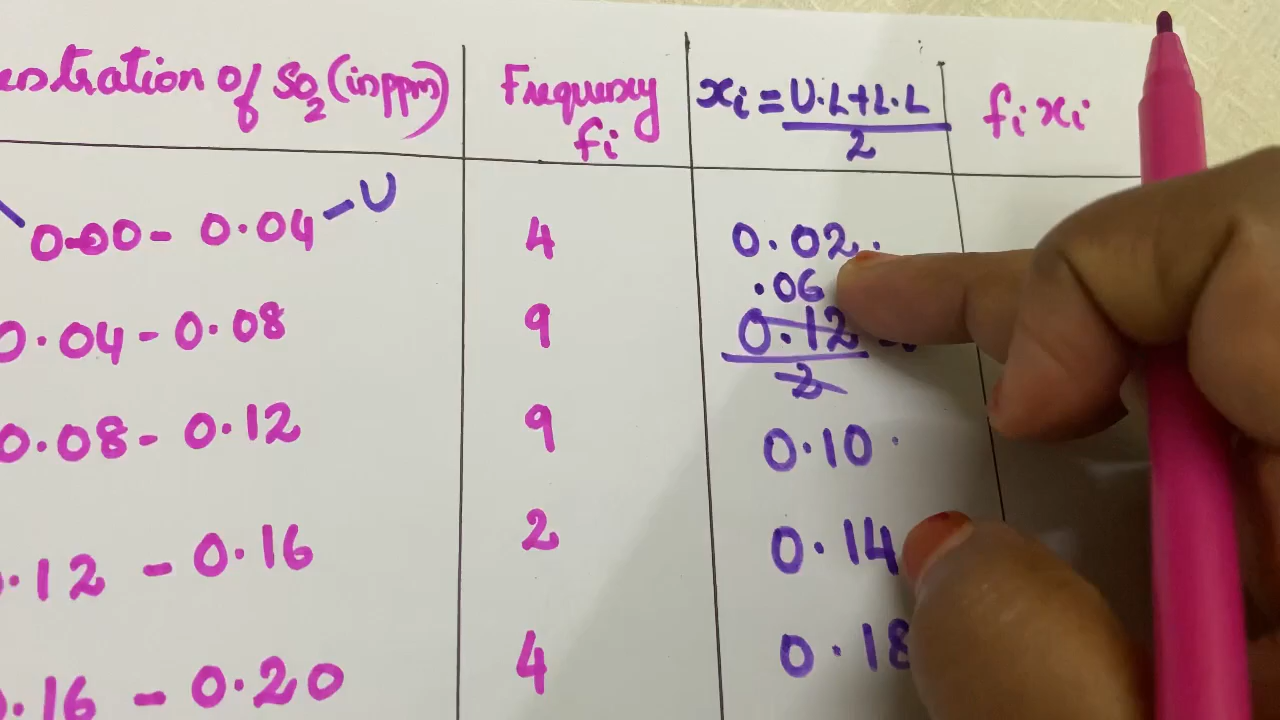 estration of SO2 (in ppm)
Frequency fi
xi = U.L+L.L
2
fi xi
0.00 - 0.04 - U
4
0.02
0.04 - 0.08
9
.06
0.12
2
0.08 - 0.12
9
0.10
.12 - 0.16
2
0.14
.16 - 0.20
4
0.18